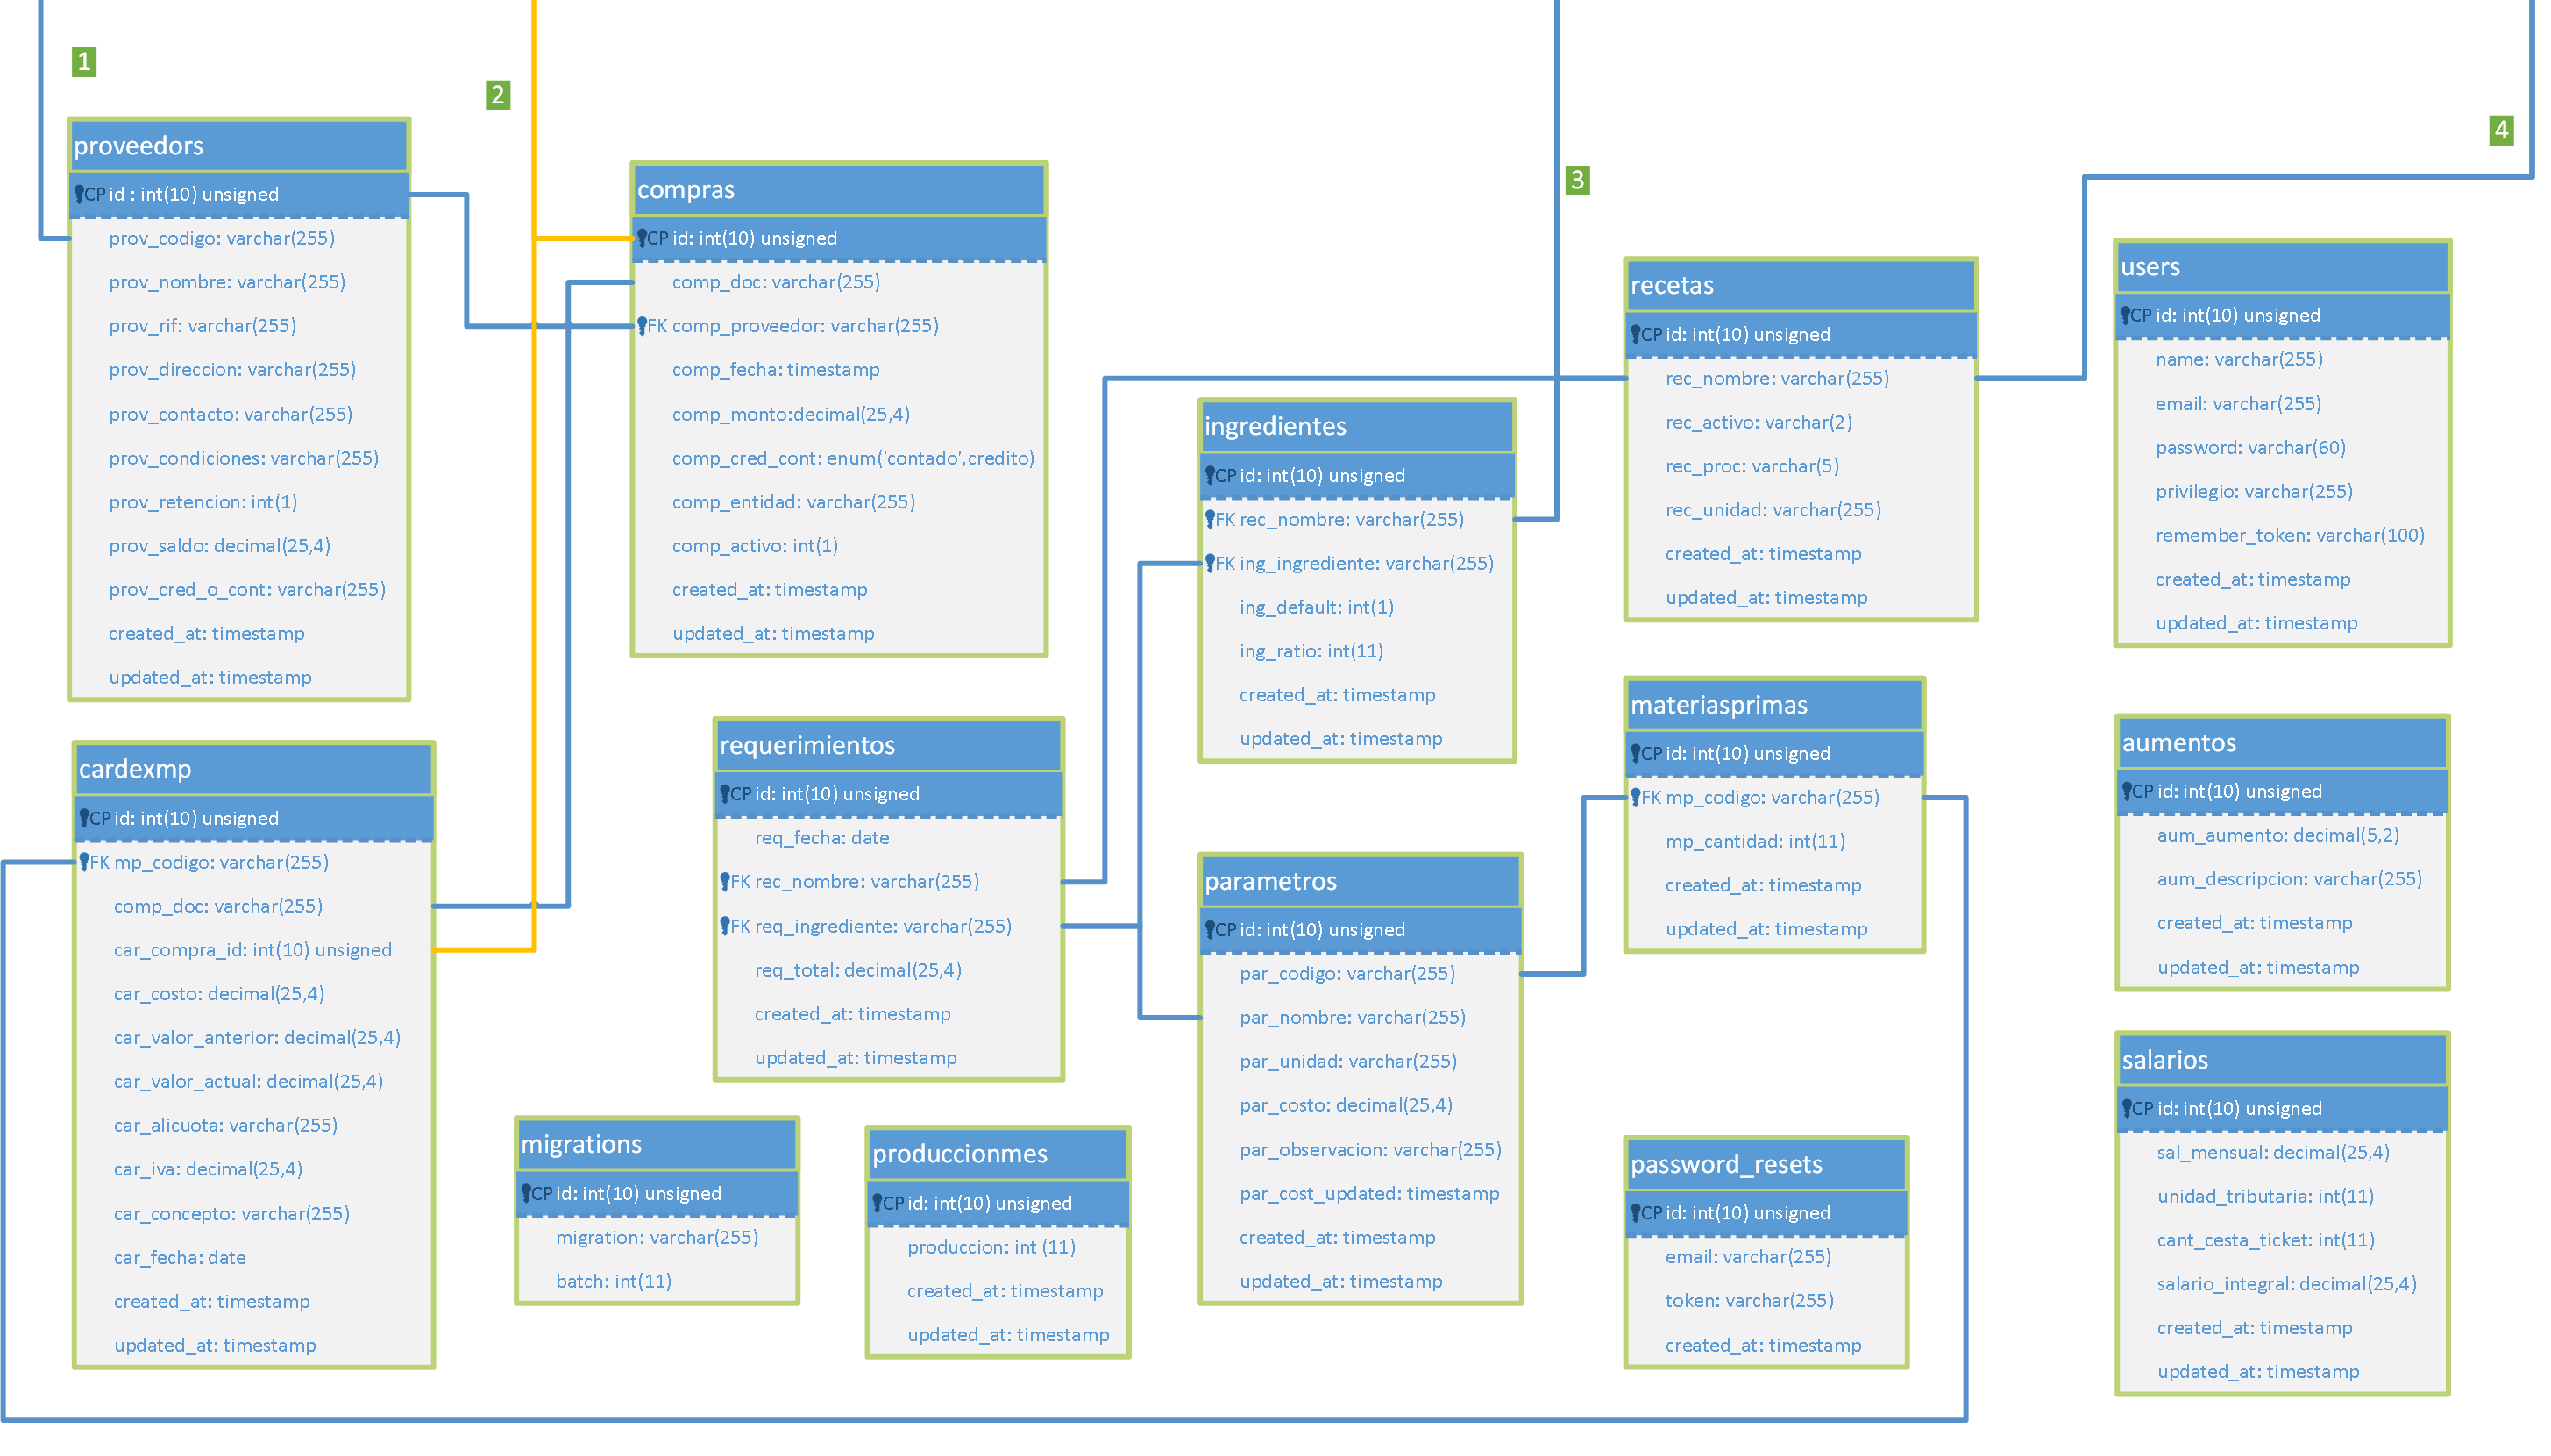 1
2
3
4
proveedors
CP id : int(10) unsigned
prov_codigo: varchar(255)
prov_nombre: varchar(255)
prov_rif: varchar(255)
prov_direccion: varchar(255)
prov_contacto: varchar(255)
prov_condiciones: varchar(255)
prov_retencion: int(1)
prov_saldo: decimal(25,4)
prov_cred_o_cont: varchar(255)
created_at: timestamp
updated_at: timestamp
compras
CP id: int(10) unsigned
comp_doc: varchar(255)
FK comp_proveedor: varchar(255)
comp_fecha: timestamp
comp_monto:decimal(25,4)
comp_cred_cont: enum('contado',credito)
comp_entidad: varchar(255)
comp_activo: int(1)
created_at: timestamp
updated_at: timestamp
ingredientes
CP id: int(10) unsigned
FK rec_nombre: varchar(255)
FK ing_ingrediente: varchar(255)
ing_default: int(1)
ing_ratio: int(11)
created_at: timestamp
updated_at: timestamp
recetas
CP id: int(10) unsigned
rec_nombre: varchar(255)
rec_activo: varchar(2)
rec_proc: varchar(5)
rec_unidad: varchar(255)
created_at: timestamp
updated_at: timestamp
users
CP id: int(10) unsigned
name: varchar(255)
email: varchar(255)
password: varchar(60)
privilegio: varchar(255)
remember_token: varchar(100)
created_at: timestamp
updated_at: timestamp
cardexmp
CP id: int(10) unsigned
FK mp_codigo: varchar(255)
comp_doc: varchar(255)
car_compra_id: int(10) unsigned
car_costo: decimal(25,4)
car_valor_anterior: decimal(25,4)
car_valor_actual: decimal(25,4)
car_alicuota: varchar(255)
car_iva: decimal(25,4)
car_concepto: varchar(255)
car_fecha: date
created_at: timestamp
updated_at: timestamp
requerimientos
CP id: int(10) unsigned
req_fecha: date
FK rec_nombre: varchar(255)
FK req_ingrediente: varchar(255)
req_total: decimal(25,4)
created_at: timestamp
updated_at: timestamp
parametros
CP id: int(10) unsigned
par_codigo: varchar(255)
par_nombre: varchar(255)
par_unidad: varchar(255)
par_costo: decimal(25,4)
par_observacion: varchar(255)
par_cost_updated: timestamp
created_at: timestamp
updated_at: timestamp
materiasprimas
CP id: int(10) unsigned
FK mp_codigo: varchar(255)
mp_cantidad: int(11)
created_at: timestamp
updated_at: timestamp
aumentos
CP id: int(10) unsigned
aum_aumento: decimal(5,2)
aum_descripcion: varchar(255)
created_at: timestamp
updated_at: timestamp
migrations
CP id: int(10) unsigned
migration: varchar(255)
batch: int(11)
produccionmes
CP id: int(10) unsigned
produccion: int (11)
created_at: timestamp
updated_at: timestamp
password_resets
CP id: int(10) unsigned
email: varchar(255)
token: varchar(255)
created_at: timestamp
salarios
CP id: int(10) unsigned
sal_mensual: decimal(25,4)
unidad_tributaria: int(11)
cant_cesta_ticket: int(11)
salario_integral: decimal(25,4)
created_at: timestamp
updated_at: timestamp